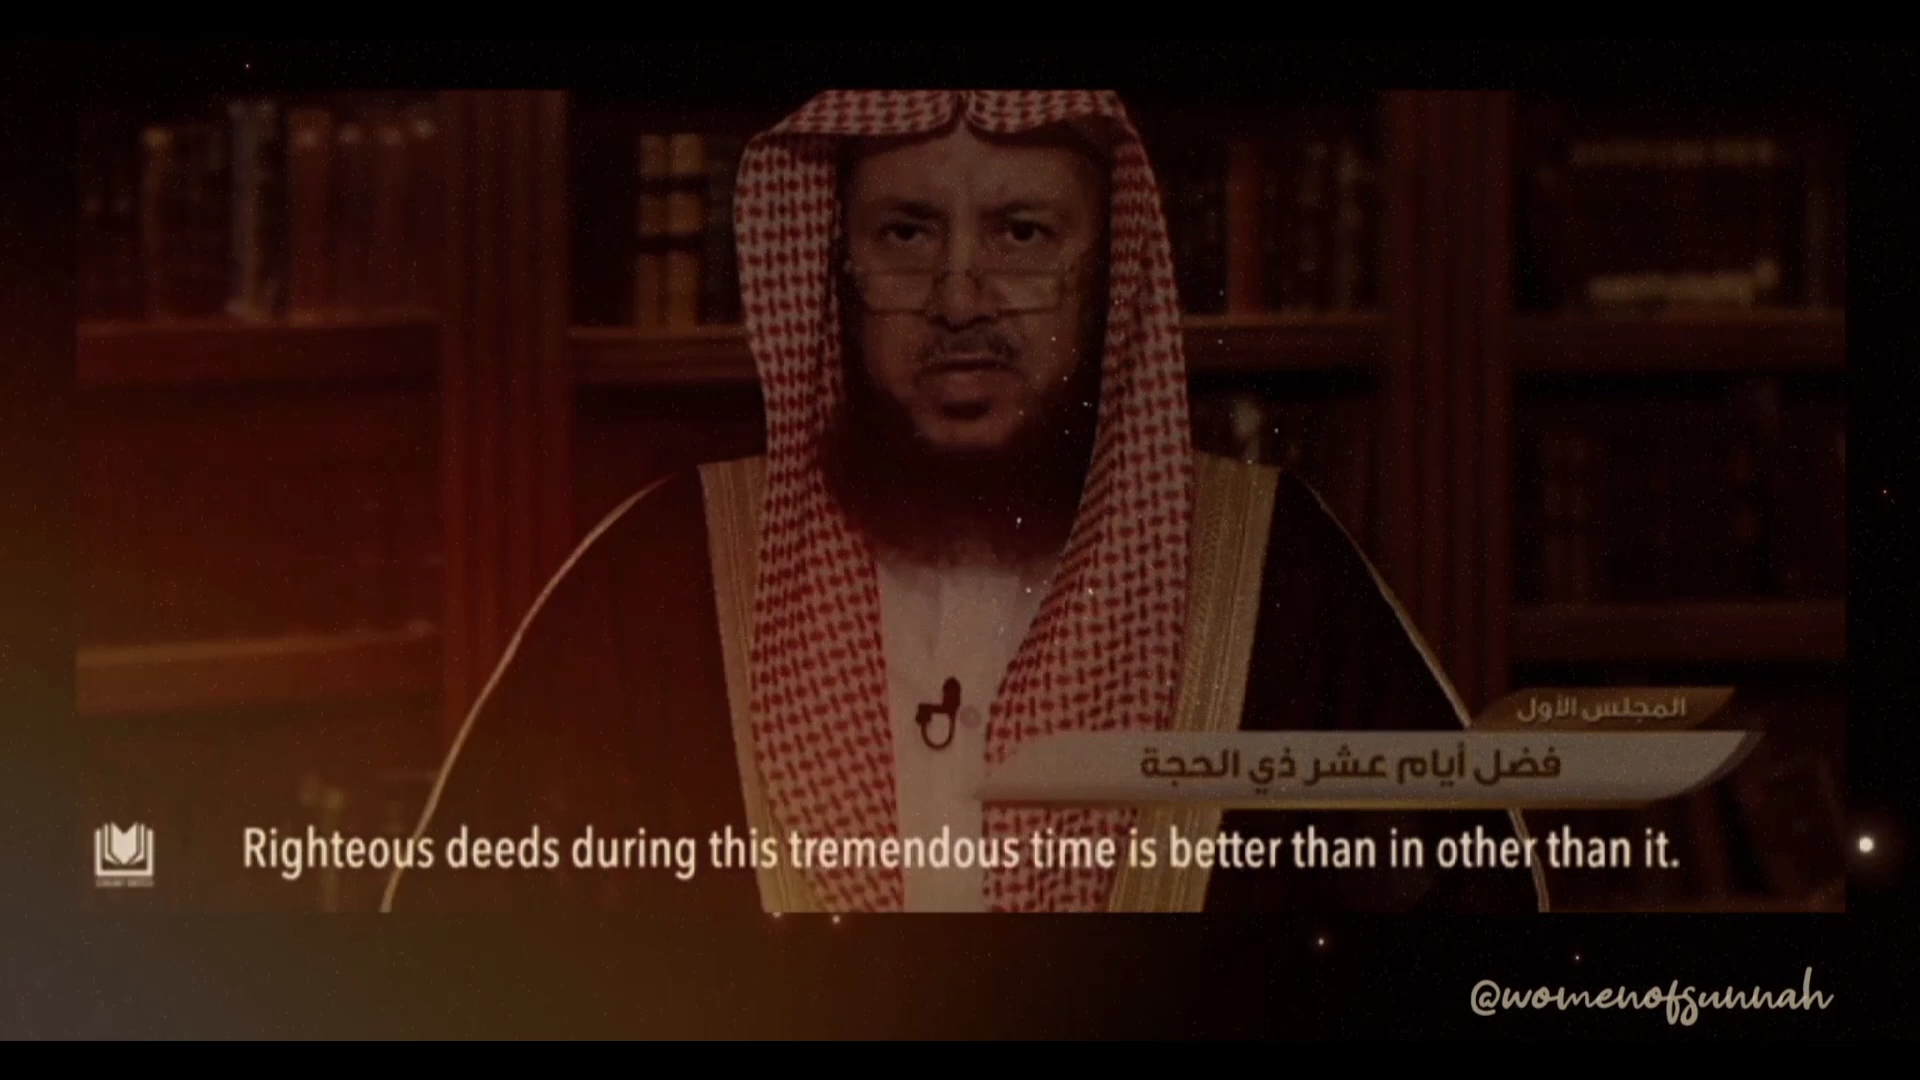 المجلس الأول
فضل أيام عشر ذي الحجة
Righteous deeds during this tremendous time is better than in other than it.
@womenofsunnah